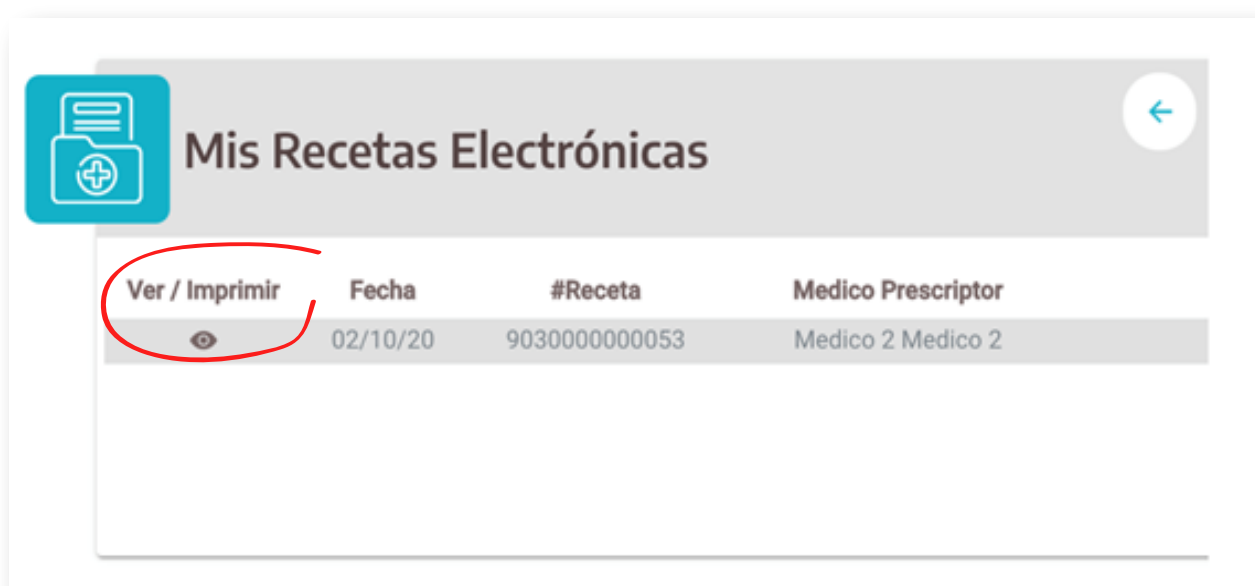 Mis Recetas Electrónicas
Ver / Imprimir Fecha #Receta Medico Prescriptor
02/10/20 9030000000053 Medico 2 Medico 2